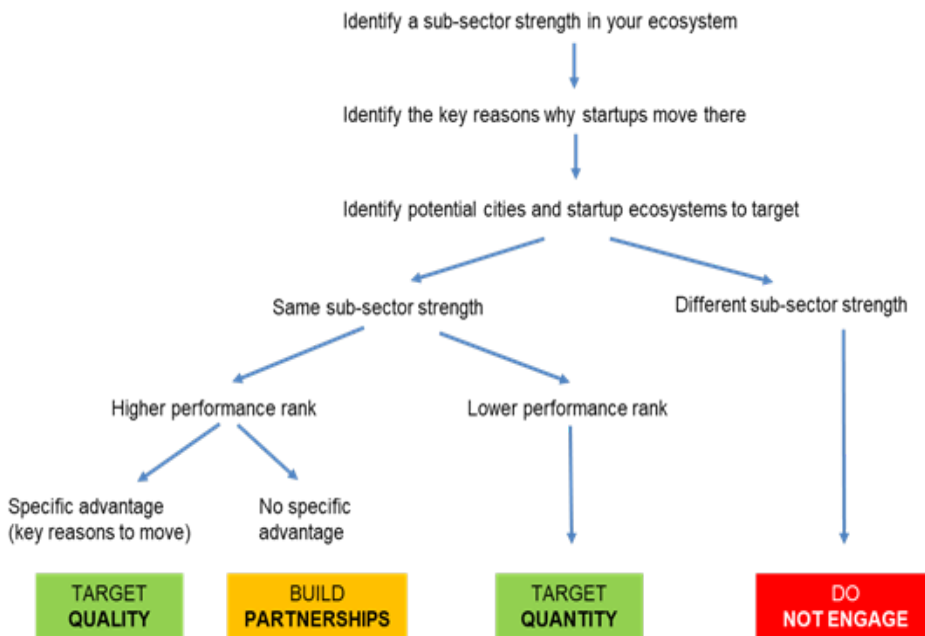 Identify a sub-sector strength in your ecosystem
Identify the key reasons why startups move there
Identify potential cities and startup ecosystems to target
Same sub-sector strength
Different sub-sector strength
Higher performance rank
Lower performance rank
Specific advantage
(key reasons to move)
No specific
advantage
TARGET
QUALITY
BUILD
PARTNERSHIPS
TARGET
QUANTITY
DO
NOT ENGAGE